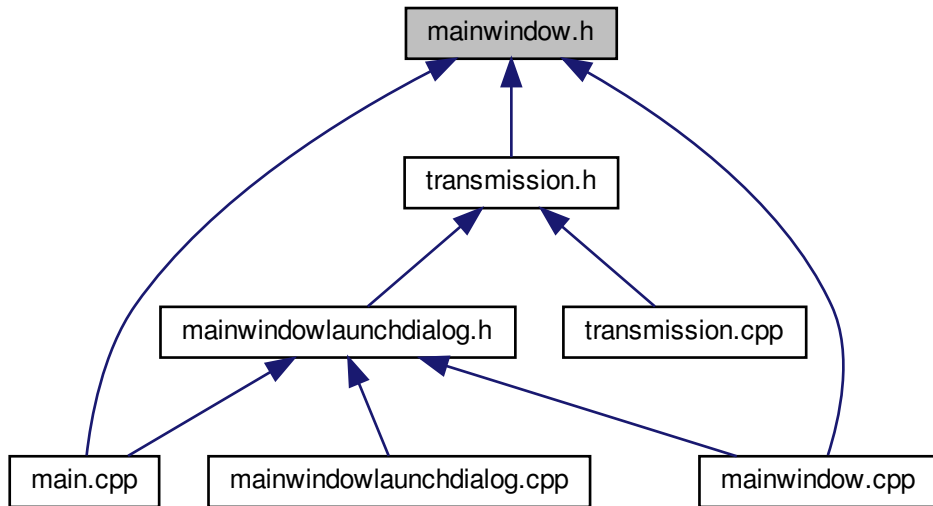 mainwindow.h
transmission.h
mainwindowlaunchdialog.h
transmission.cpp
main.cpp
mainwindowlaunchdialog.cpp
mainwindow.cpp